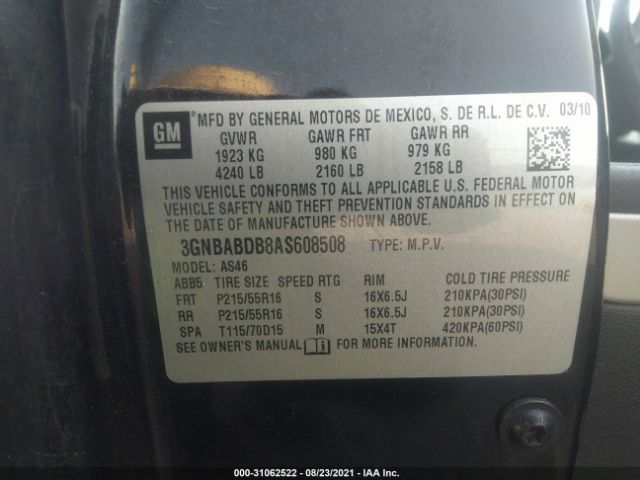 GM
MFD BY GENERAL MOTORS DE MEXICO, S. DE R.L. DE C.V. 03/10
GVWR GAWR FRT GAWR RR
1923 KG 980 KG 979 KG
4240 LB 2160 LB 2158 LB
THIS VEHICLE CONFORMS TO ALL APPLICABLE U.S. FEDERAL MOTOR
VEHICLE SAFETY AND THEFT PREVENTION STANDARDS IN EFFECT ON
THE DATE OF MANUFACTURE SHOWN ABOVE.
3GNBABDB8AS608508 TYPE: M.P.V.
MODEL: AS46
ABB5 TIRE SIZE SPEED RTG RIM COLD TIRE PRESSURE
FRT P215/55R16 S 16X6.5J 210KPA(30PSI)
RR P215/55R16 S 16X6.5J 210KPA(30PSI)
SPA T115/70D15 M 15X4T 420KPA(60PSI)
SEE OWNER'S MANUAL FOR MORE INFORMATION
000-31062522 - 08/23/2021 - IAA Inc.